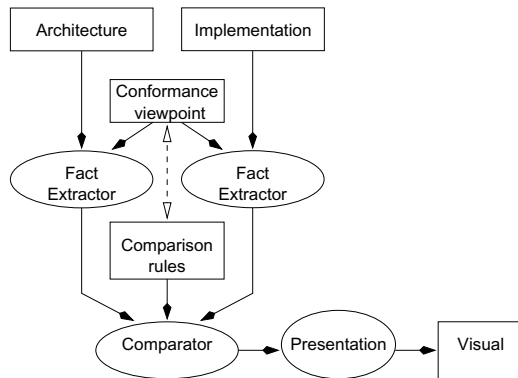 Architecture
Implementation
Conformance
viewpoint
Fact
Extractor
Fact
Extractor
Comparison
rules
Comparator
Presentation
Visual